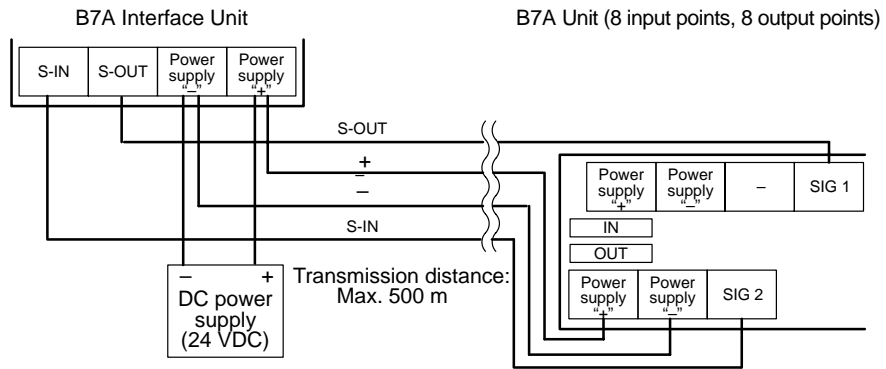 B7A Interface Unit
B7A Unit (8 input points, 8 output points)
S-IN
S-OUT
Power
supply
“–”
Power
supply
“+”
S-OUT
+
–
–
S-IN
Power
supply
“+”
Power
supply
“–”
–
SIG 1
IN
OUT
– +
DC power
supply
(24 VDC)
Transmission distance:
Max. 500 m
Power
supply
“+”
Power
supply
“–”
SIG 2